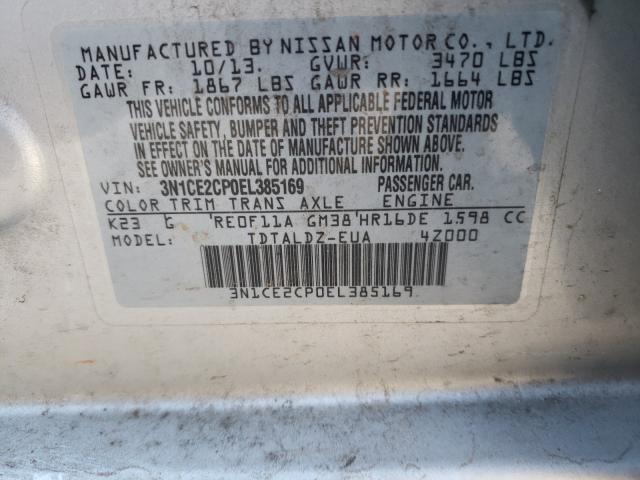 MANUFACTURED BY NISSAN MOTOR CO., LTD.
DATE: 10/13. GVWR: 3470 LBS
GAWR FR: 1867 LBS GAWR RR: 1664 LBS
THIS VEHICLE CONFORMS TO ALL APPLICABLE FEDERAL MOTOR
VEHICLE SAFETY, BUMPER AND THEFT PREVENTION STANDARDS
IN EFFECT ON THE DATE OF MANUFACTURE SHOWN ABOVE.
SEE OWNER'S MANUAL FOR ADDITIONAL INFORMATION.
VIN: 3N1CE2CP0EL385169 PASSENGER CAR.
COLOR TRIM TRANS AXLE ENGINE
K23 G RE0F11A GM38 HR16DE 1598 CC
MODEL: TDTALDZ-EUA 4Z000
3N1CE2CP0EL385169